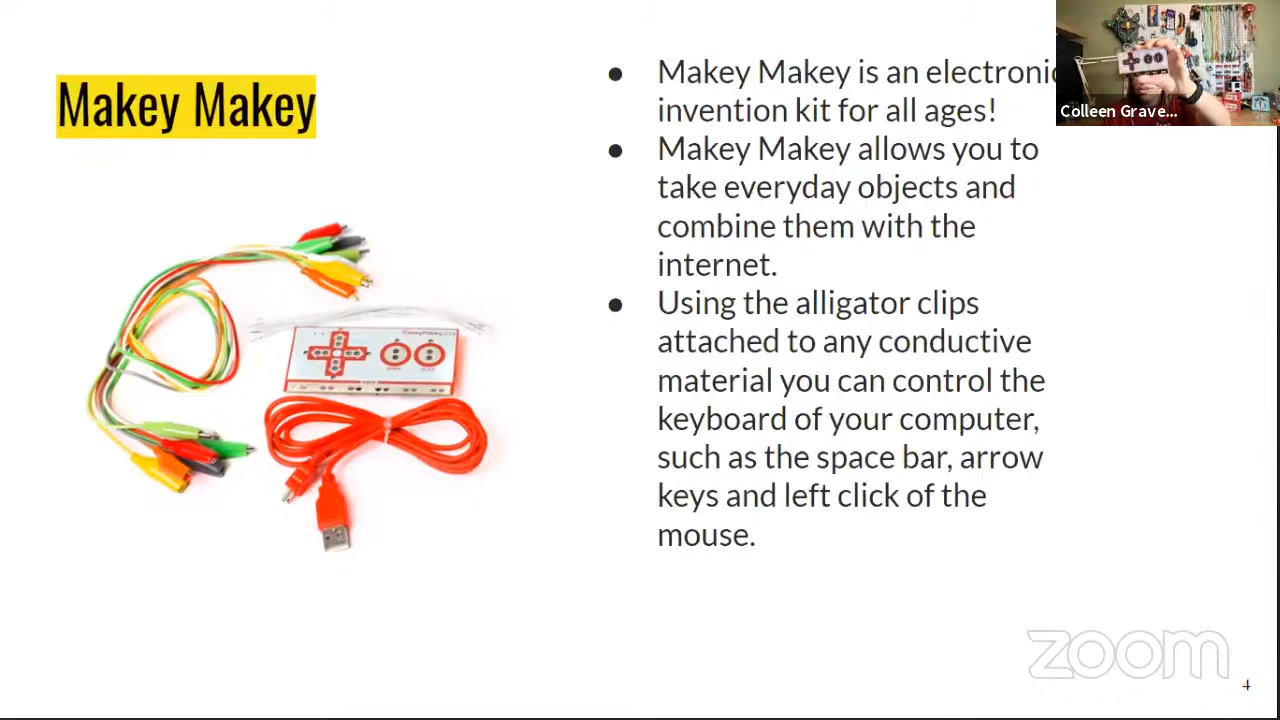 Makey Makey
● Makey Makey is an electronic
invention kit for all ages!
● Makey Makey allows you to
take everyday objects and
combine them with the
internet.
● Using the alligator clips
attached to any conductive
material you can control the
keyboard of your computer,
such as the space bar, arrow
keys and left click of the
mouse.
Colleen Grave...
zoom
4